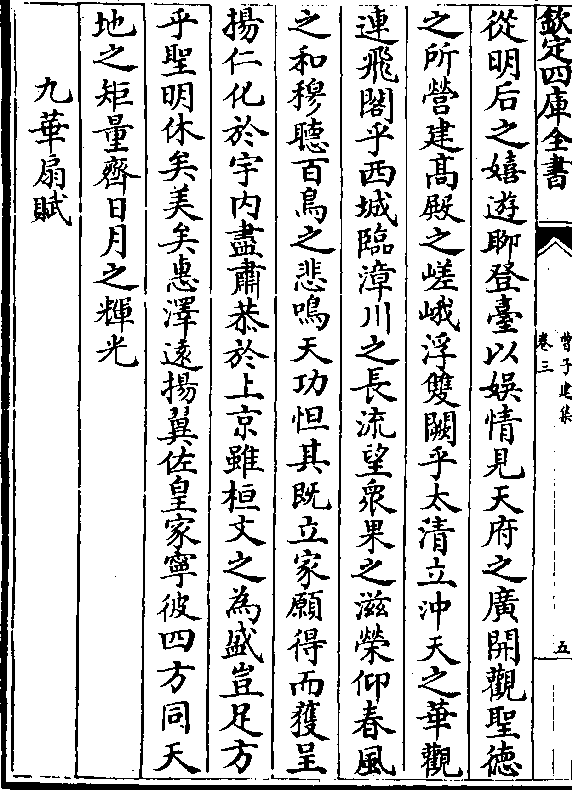 欽定四庫全書
曹子建集
卷三
五
從明后之嬉遊聊登臺以娛情見天府之廣開觀聖德
之所營建髙殿之嵯峨浮雙闕乎太清立沖天之華觀
連飛閣乎西城臨漳川之長流望衆果之滋榮仰春風
之和穆聽百鳥之悲鳴天功怛其既立家願得而獲呈
揚仁化於宇内盡肅恭於上京雖桓文之為盛豈足方
乎聖明休矣美矣惠澤遠揚翼佐皇家寧彼四方同天
地之矩量齊日月之輝光
九華扇賦